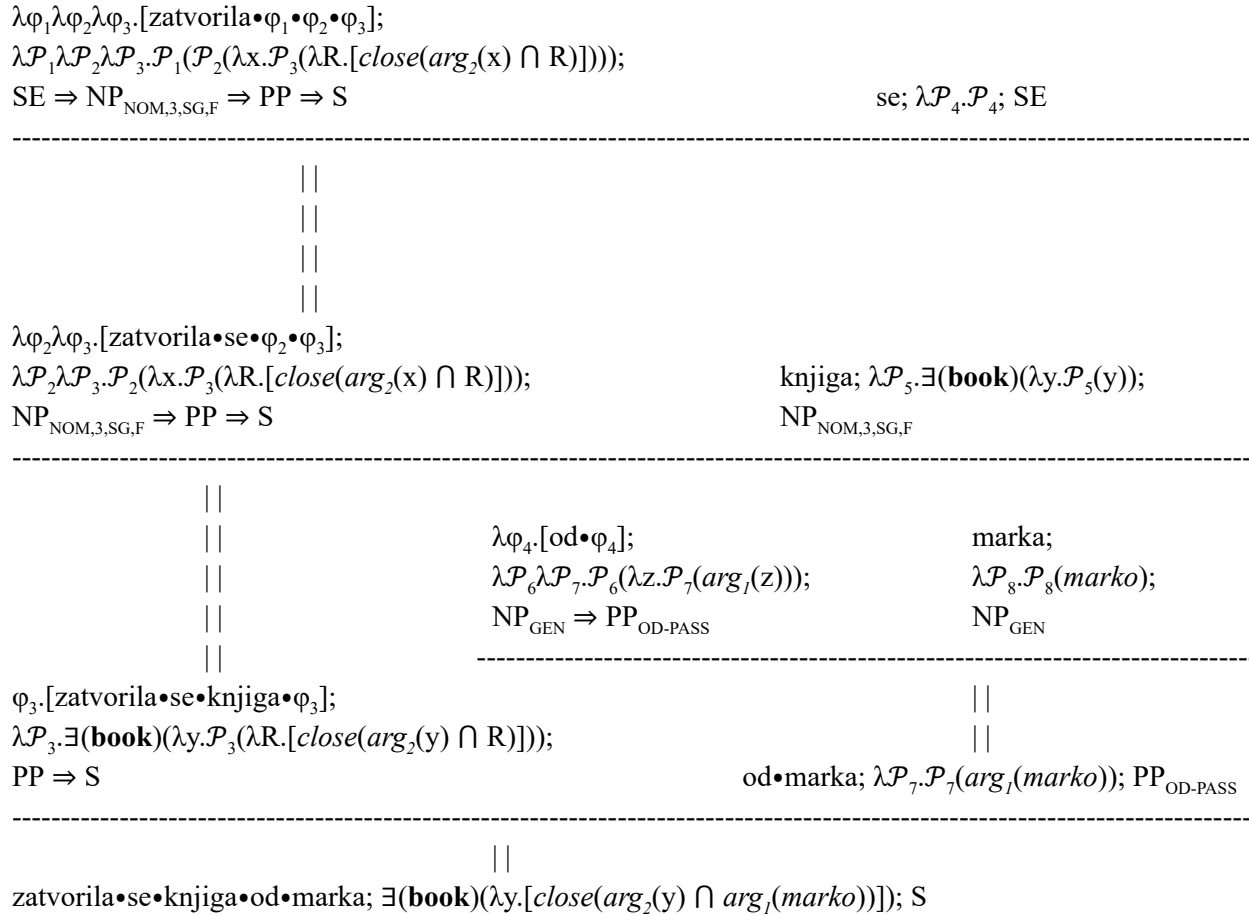 λφ₁λφ₂λφ₃.[zatvorila•φ₁•φ₂•φ₃];
λ𝒫₁λ𝒫₂λ𝒫₃.𝒫₁(𝒫₂(λx.𝒫₃(λR.[close(arg₂(x) ⋂ R)])));
SE ⇒ NP_NOM,3,SG,F ⇒ PP ⇒ S se; λ𝒫₄.𝒫₄; SE
λφ₂λφ₃.[zatvorila•se•φ₂•φ₃];
λ𝒫₂λ𝒫₃.𝒫₂(λx.𝒫₃(λR.[close(arg₂(x) ⋂ R)])); knjiga; λ𝒫₅.∃(book)(λy.𝒫₅(y));
NP_NOM,3,SG,F ⇒ PP ⇒ S NP_NOM,3,SG,F
λφ₄.[od•φ₄]; marka;
λ𝒫₆λ𝒫₇.𝒫₆(λz.𝒫₇(arg₁(z))); λ𝒫₈.𝒫₈(marko);
NP_GEN ⇒ PP_OD-PASS NP_GEN
φ₃.[zatvorila•se•knjiga•φ₃];
λ𝒫₃.∃(book)(λy.𝒫₃(λR.[close(arg₂(y) ⋂ R)]));
PP ⇒ S od•marka; λ𝒫₇.𝒫₇(arg₁(marko)); PP_OD-PASS
zatvorila•se•knjiga•od•marka; ∃(book)(λy.[close(arg₂(y) ⋂ arg₁(marko))]); S